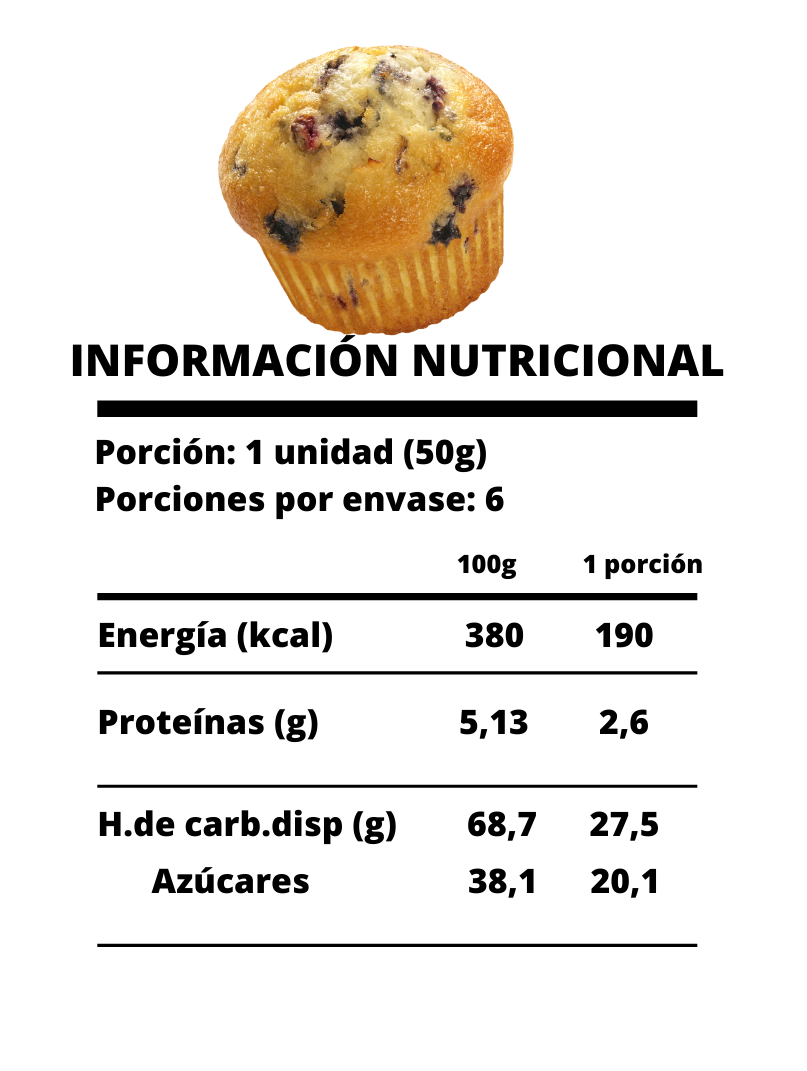 INFORMACIÓN NUTRICIONAL
Porción: 1 unidad (50g)
Porciones por envase: 6
100g 1 porción
Energía (kcal) 380 190
Proteínas (g) 5,13 2,6
H.de carb.disp (g) 68,7 27,5
Azúcares 38,1 20,1